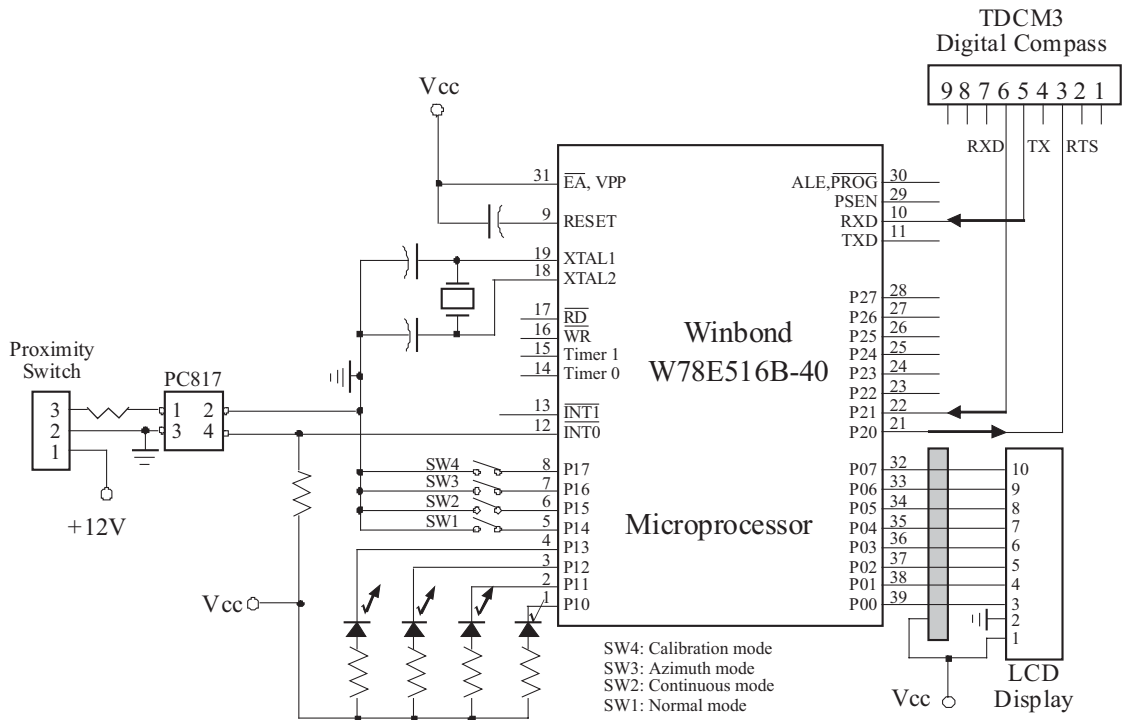 TDCM3
Digital Compass
9 8 7 6 5 4 3 2 1
RXD TX RTS
Vcc
31 EA, VPP
9 RESET
19 XTAL1
18 XTAL2
17 RD
16 WR
15 Timer 1
14 Timer 0
13 INT1
12 INT0
SW4 8 P17
SW3 7 P16
SW2 6 P15
SW1 5 P14
4 P13
3 P12
2 P11
1 P10
Winbond
W78E516B-40
Microprocessor
ALE,PROG 30
PSEN 29
RXD 10
TXD 11
P27 28
P26 27
P25 26
P24 25
P23 24
P22 23
P21 22
P20 21
P07 32
P06 33
P05 34
P04 35
P03 36
P02 37
P01 38
P00 39
10
9
8
7
6
5
4
3
2
1
LCD
Display
Vcc
Proximity
Switch
3
2
1
+12V
PC817
1 2
3 4
Vcc
SW4: Calibration mode
SW3: Azimuth mode
SW2: Continuous mode
SW1: Normal mode